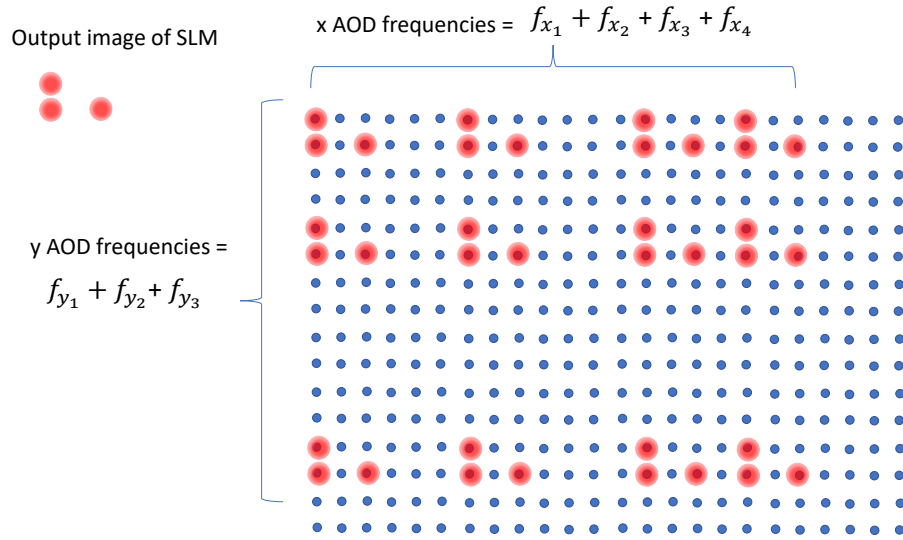 Output image of SLM
x AOD frequencies = f_{x_1} + f_{x_2} + f_{x_3} + f_{x_4}
y AOD frequencies =
f_{y_1} + f_{y_2} + f_{y_3}